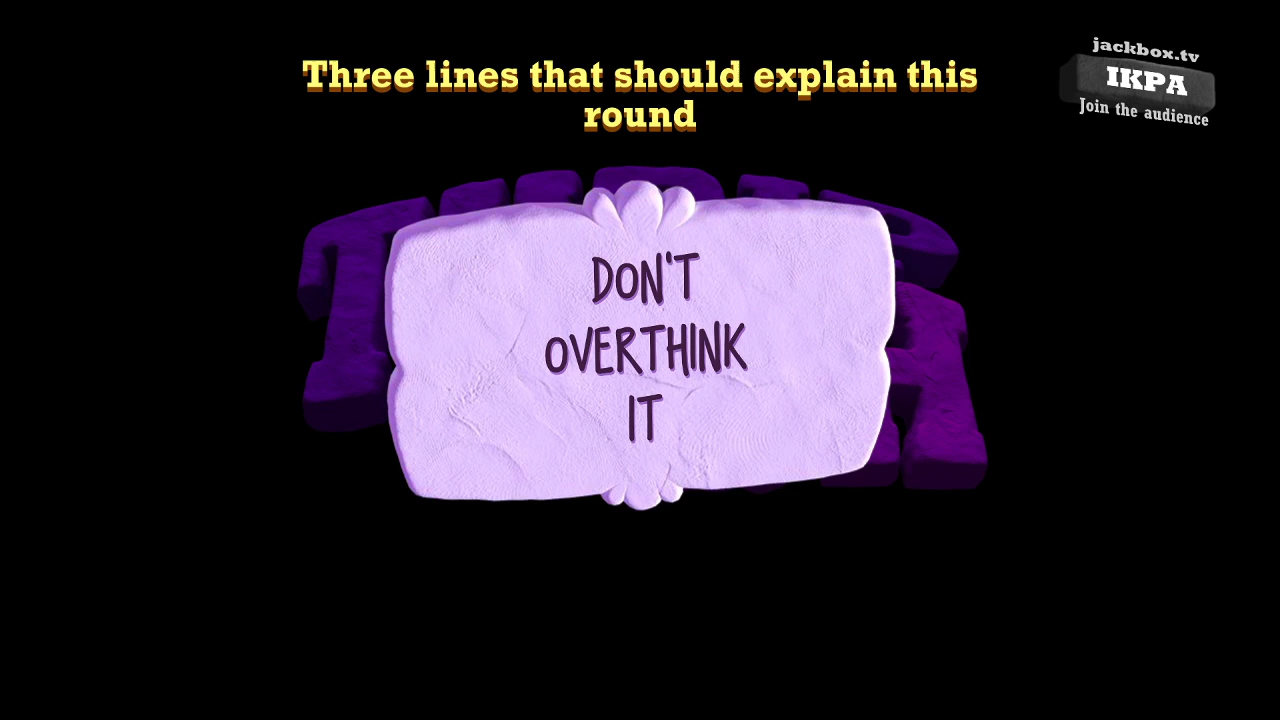 Three lines that should explain this
round
jackbox.tv
IKPA
Join the audience
DON'T
OVERTHINK
IT